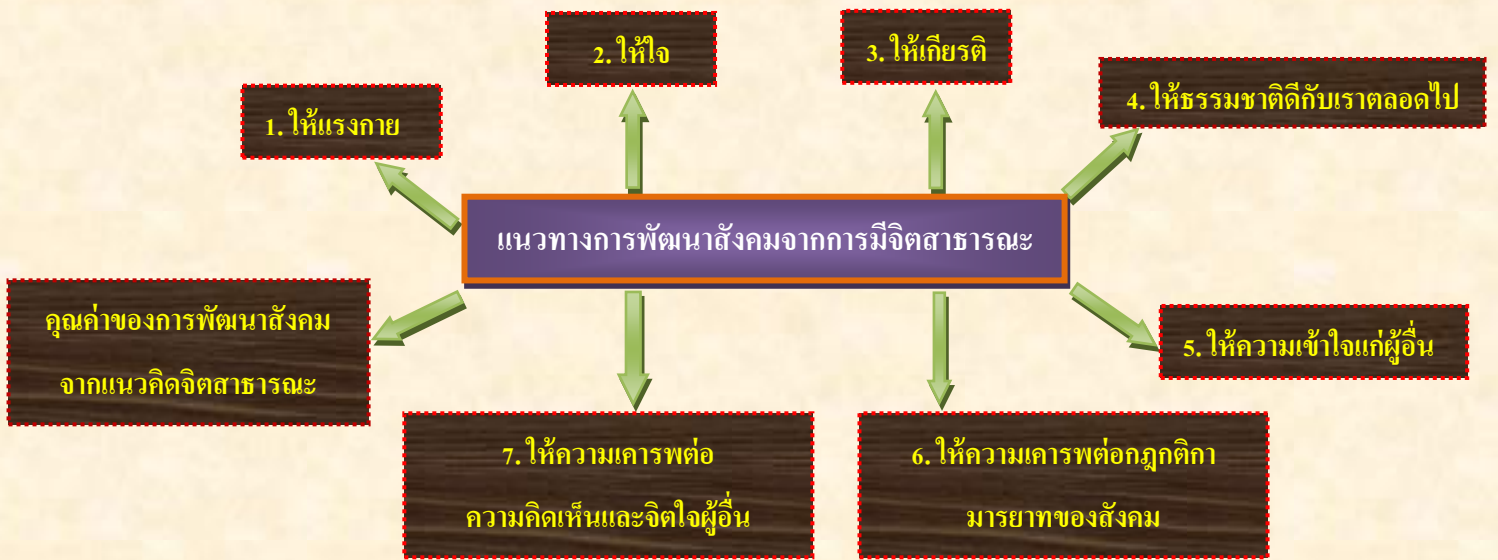 2. ให้ใจ
3. ให้เกียรติ
4. ให้ธรรมชาติดีกับเราตลอดไป
1. ให้แรงกาย
แนวทางการพัฒนาสังคมจากการมีจิตสาธารณะ
คุณค่าของการพัฒนาสังคม
จากแนวคิดจิตสาธารณะ
5. ให้ความเข้าใจแก่ผู้อื่น
7. ให้ความเคารพต่อ
ความคิดเห็นและจิตใจผู้อื่น
6. ให้ความเคารพต่อกฎกติกา
มารยาทของสังคม